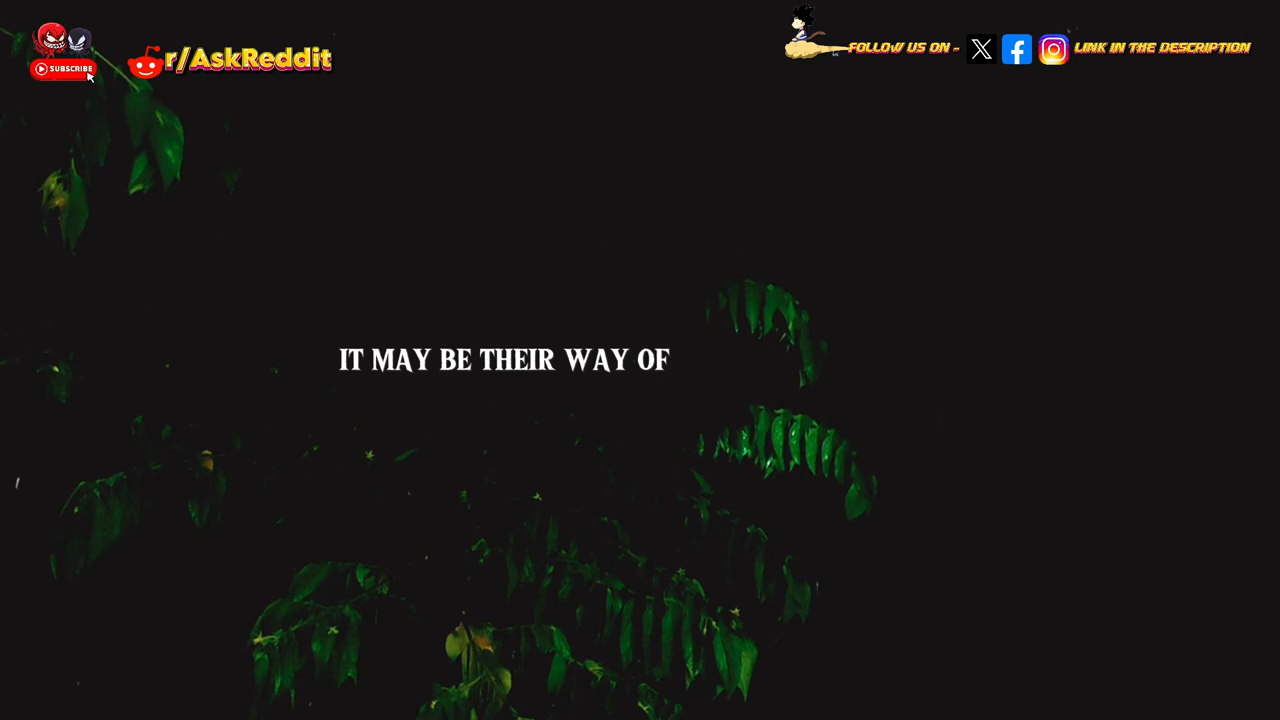 SUBSCRIBE
r/AskReddit
FOLLOW US ON -
LINK IN THE DESCRIPTION
IT MAY BE THEIR WAY OF